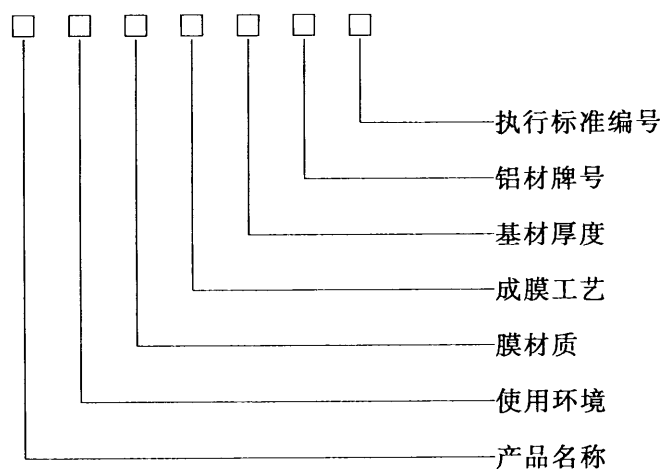 执行标准编号
铝材牌号
基材厚度
成膜工艺
膜材质
使用环境
产品名称